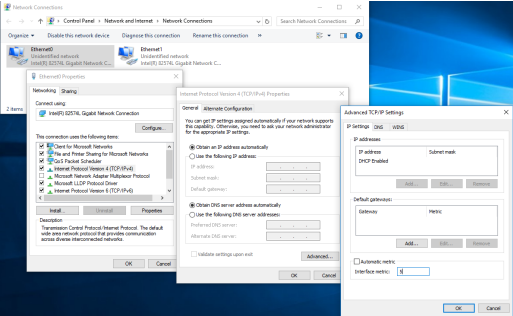 Network Connections
Control Panel › Network and Internet › Network Connections
Search Network Connections
Organize
Disable this network device
Diagnose this connection
Rename this connection
»
Ethernet0
Unidentified network
Intel(R) 82574L Gigabit Network C...
Ethernet1
Unidentified network
Intel(R) 82574L Gigabit Network C...
2 items
Ethernet0 Properties
Networking
Sharing
Connect using:
Intel(R) 82574L Gigabit Network Connection
Configure...
This connection uses the following items:
Client for Microsoft Networks
File and Printer Sharing for Microsoft Networks
QoS Packet Scheduler
Internet Protocol Version 4 (TCP/IPv4)
Microsoft Network Adapter Multiplexor Protocol
Microsoft LLDP Protocol Driver
Internet Protocol Version 6 (TCP/IPv6)
Install...
Uninstall
Properties
Description
Transmission Control Protocol/Internet Protocol. The default
wide area network protocol that provides communication
across diverse interconnected networks.
OK
Cancel
Internet Protocol Version 4 (TCP/IPv4) Properties
General
Alternate Configuration
You can get IP settings assigned automatically if your network supports
this capability. Otherwise, you need to ask your network administrator
for the appropriate IP settings.
Obtain an IP address automatically
Use the following IP address:
IP address:
Subnet mask:
Default gateway:
Obtain DNS server address automatically
Use the following DNS server addresses:
Preferred DNS server:
Alternate DNS server:
Validate settings upon exit
Advanced...
OK
Cancel
Advanced TCP/IP Settings
IP Settings
DNS
WINS
IP addresses
IP address
Subnet mask
DHCP Enabled
Add...
Edit...
Remove
Default gateways:
Gateway
Metric
Add...
Edit...
Remove
Automatic metric
Interface metric:
5
OK
Cancel